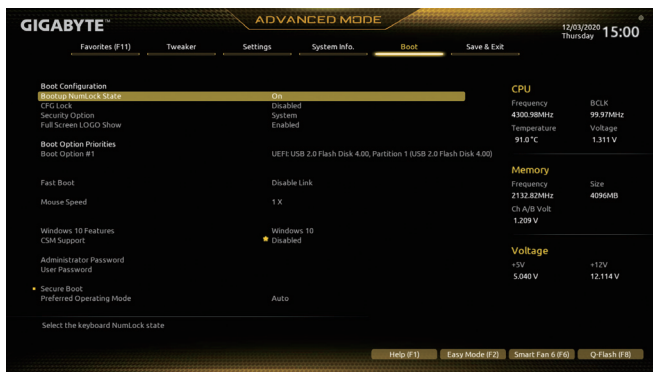 GIGABYTE™
ADVANCED MODE
12/03/2020
Thursday
15:00
Favorites (F11) Tweaker Settings System Info. Boot Save & Exit
Boot Configuration
Bootup NumLock State On
CFG Lock Disabled
Security Option System
Full Screen LOGO Show Enabled
Boot Option Priorities
Boot Option #1 UEFI: USB 2.0 Flash Disk 4.00, Partition 1 (USB 2.0 Flash Disk 4.00)
Fast Boot Disable Link
Mouse Speed 1 X
Windows 10 Features Windows 10
CSM Support Disabled
Administrator Password
User Password
Secure Boot
Preferred Operating Mode Auto
Select the keyboard NumLock state
CPU
Frequency BCLK
4300.98MHz 99.97MHz
Temperature Voltage
91.0 °C 1.311 V
Memory
Frequency Size
2132.82MHz 4096MB
Ch A/B Volt
1.209 V
Voltage
+5V +12V
5.040 V 12.114 V
Help (F1) Easy Mode (F2) Smart Fan 6 (F6) Q-Flash (F8)